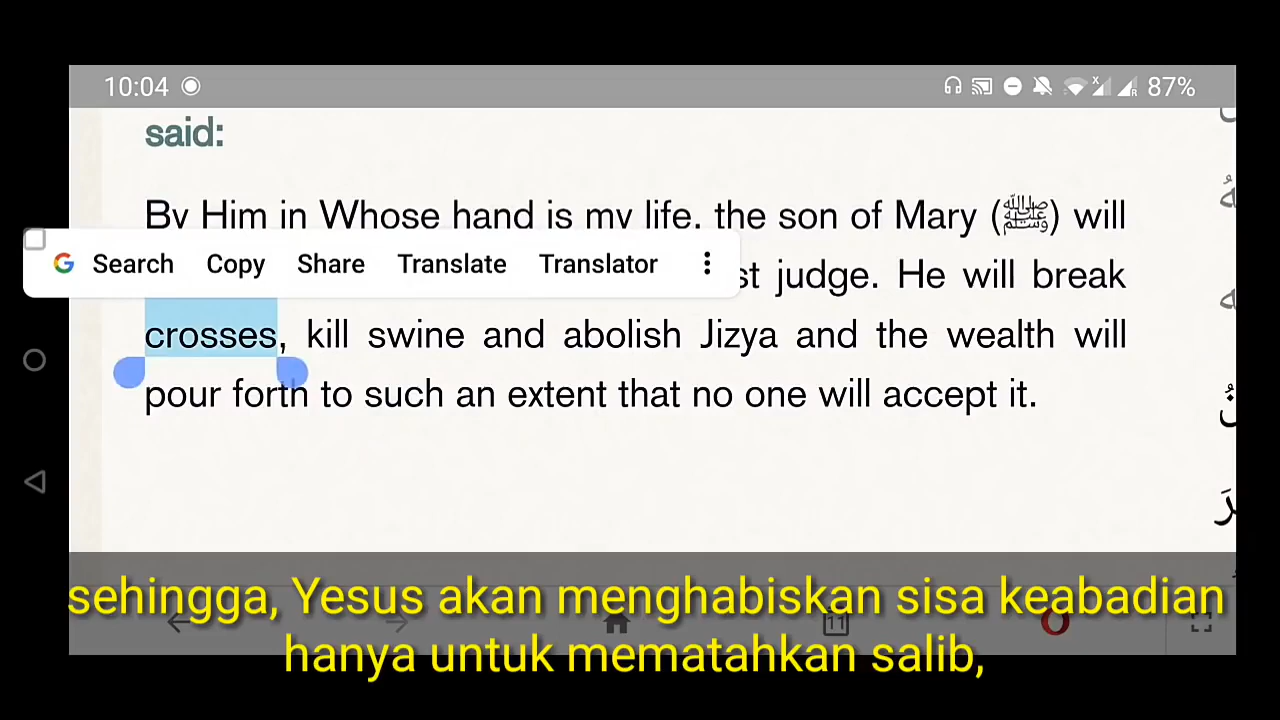 10:04 87%
said:
By Him in Whose hand is my life, the son of Mary (ﷺ) will
Search Copy Share Translate Translator
st judge. He will break
crosses, kill swine and abolish Jizya and the wealth will
pour forth to such an extent that no one will accept it.
sehingga, Yesus akan menghabiskan sisa keabadian
11
hanya untuk mematahkan salib,